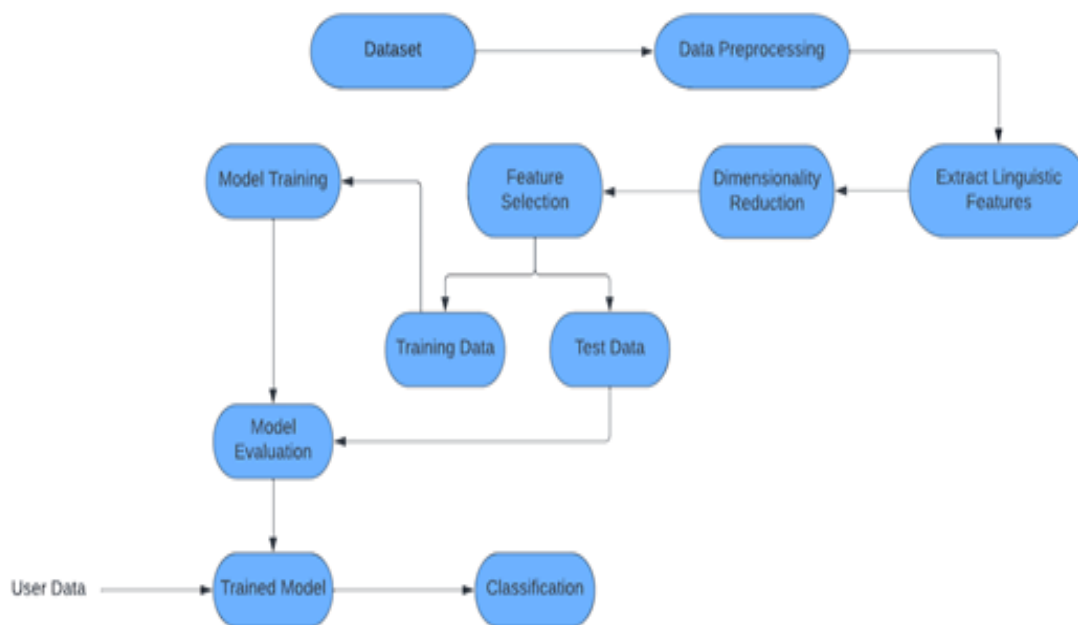 Dataset
Data Preprocessing
Model Training
Feature
Selection
Dimensionality
Reduction
Extract Linguistic
Features
Training Data
Test Data
Model
Evaluation
User Data
Trained Model
Classification